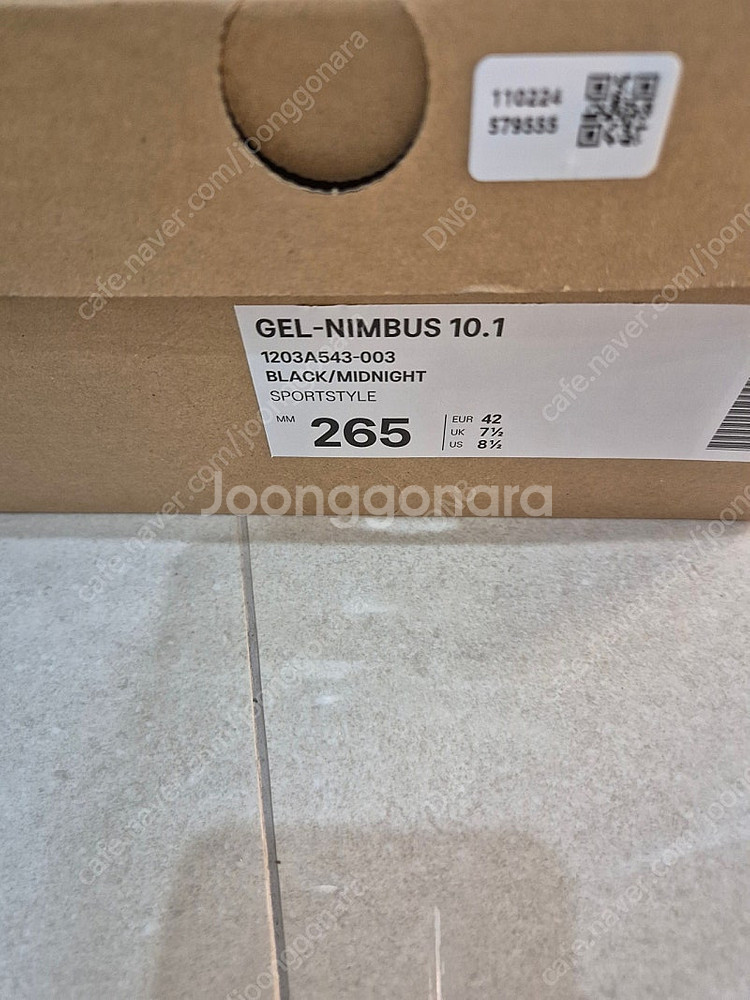 110224
579555
GEL-NIMBUS 10.1
1203A543-003
BLACK/MIDNIGHT
SPORTSTYLE
MM 265
EUR 42
UK 7½
US 8½
Joonggonara
cafe.naver.com/joonggonara
DN8